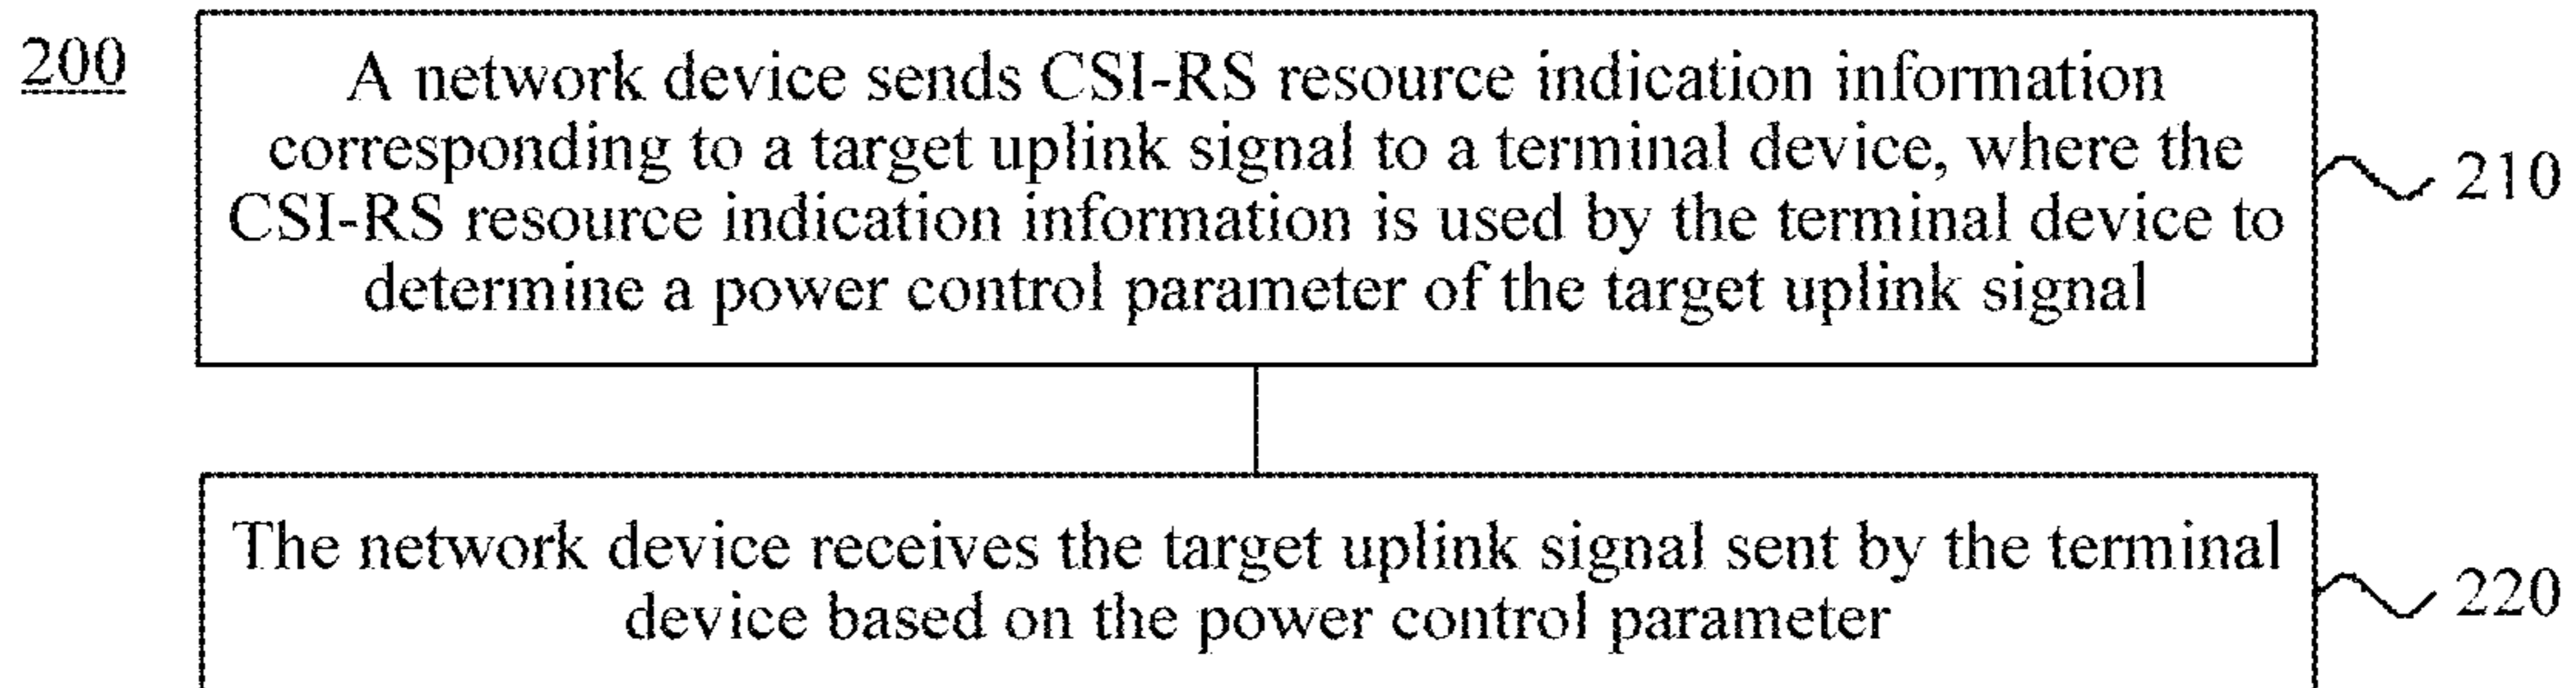 200
A network device sends CSI-RS resource indication information
corresponding to a target uplink signal to a terminal device, where the
CSI-RS resource indication information is used by the terminal device to
determine a power control parameter of the target uplink signal
210
The network device receives the target uplink signal sent by the terminal
device based on the power control parameter
220